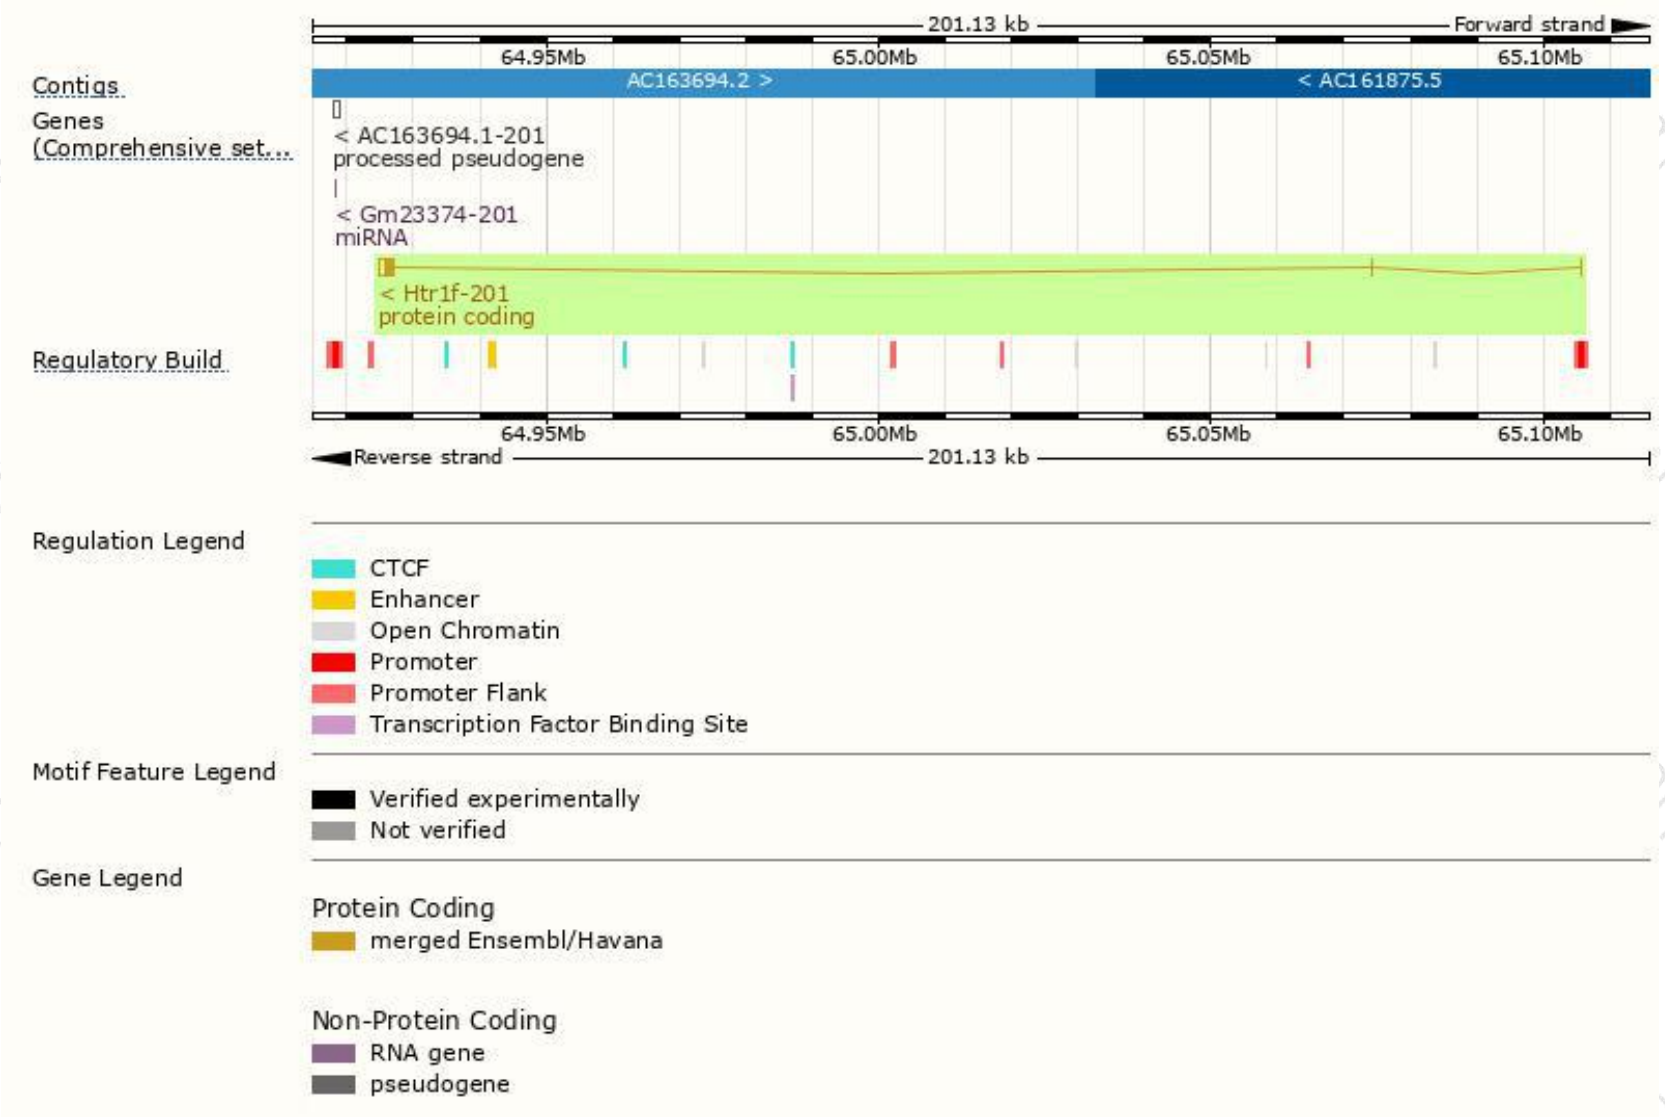 201.13 kb
Forward strand
64.95Mb 65.00Mb 65.05Mb 65.10Mb
Contigs
AC163694.2 >
< AC161875.5
Genes
(Comprehensive set...
< AC163694.1-201
processed pseudogene
< Gm23374-201
miRNA
< Htr1f-201
protein coding
Regulatory Build
64.95Mb 65.00Mb 65.05Mb 65.10Mb
Reverse strand
201.13 kb
Regulation Legend
CTCF
Enhancer
Open Chromatin
Promoter
Promoter Flank
Transcription Factor Binding Site
Motif Feature Legend
Verified experimentally
Not verified
Gene Legend
Protein Coding
merged Ensembl/Havana
Non-Protein Coding
RNA gene
pseudogene